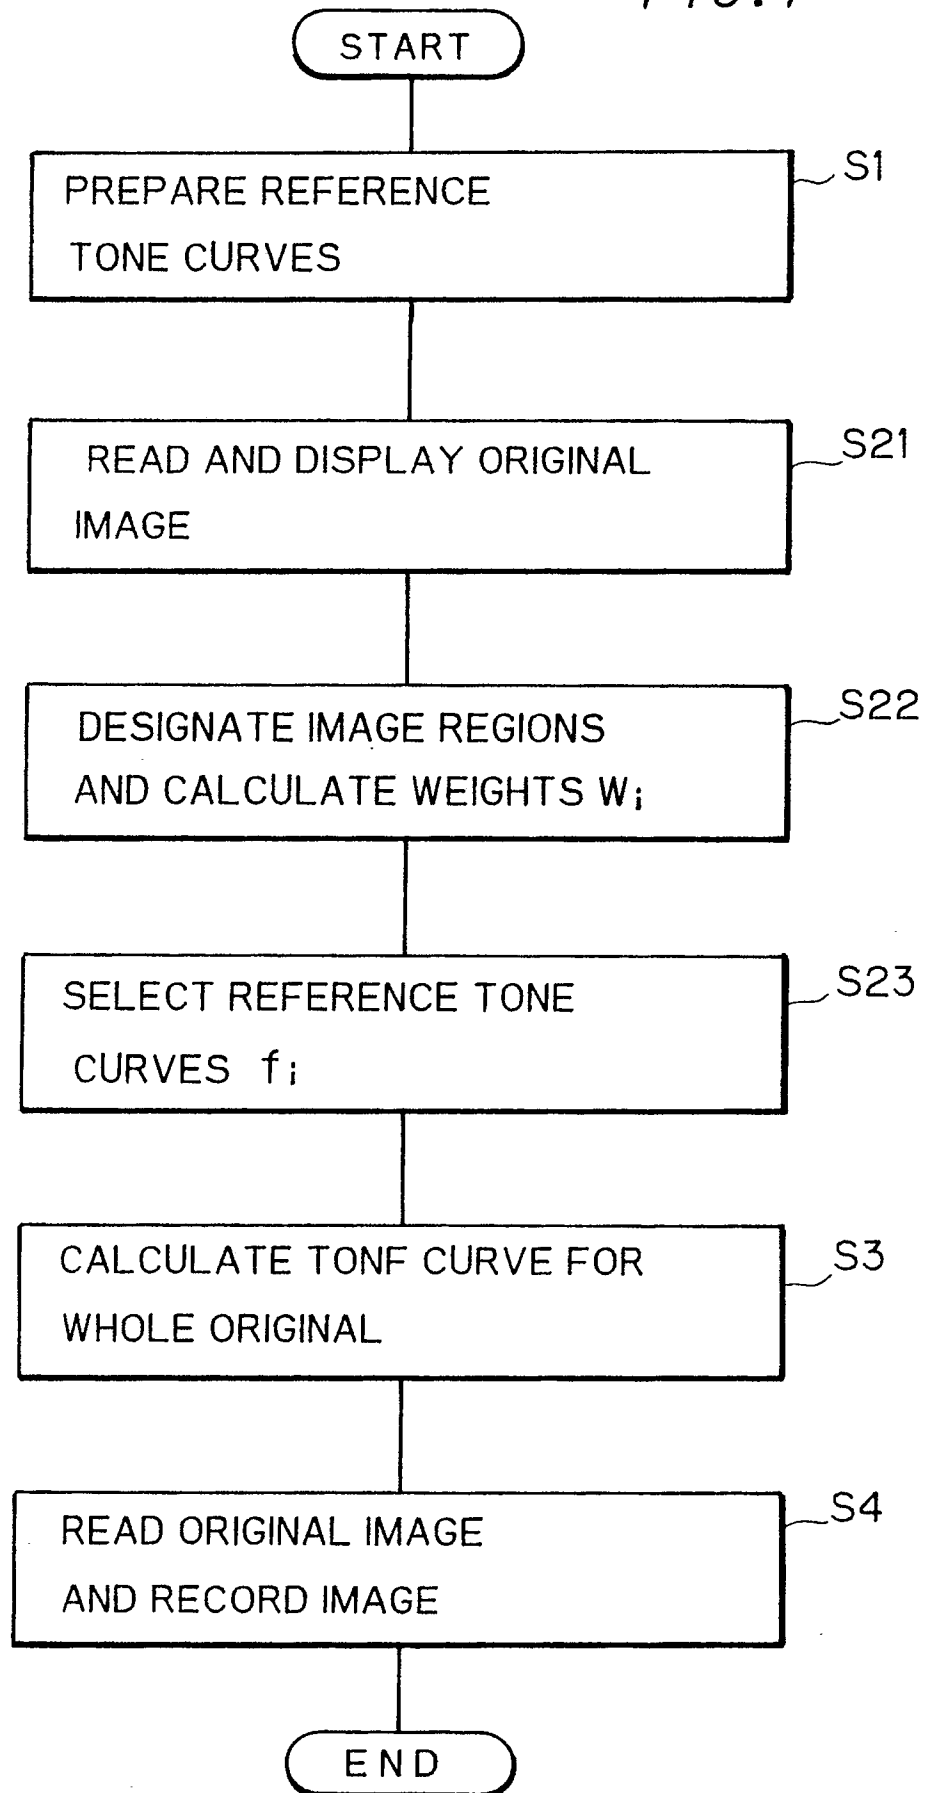 START
PREPARE REFERENCE
TONE CURVES
S1
READ AND DISPLAY ORIGINAL
IMAGE
S21
DESIGNATE IMAGE REGIONS
AND CALCULATE WEIGHTS Wi
S22
SELECT REFERENCE TONE
CURVES fi
S23
CALCULATE TONF CURVE FOR
WHOLE ORIGINAL
S3
READ ORIGINAL IMAGE
AND RECORD IMAGE
S4
END